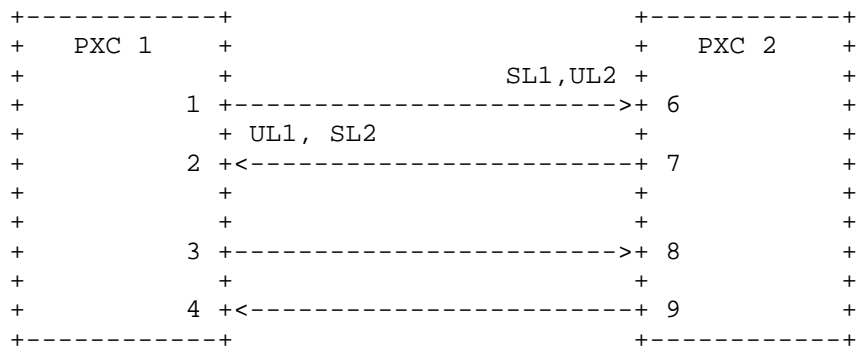 +------------+                             +------------+
+   PXC 1    +                             +   PXC 2    +
+            +                   SL1,UL2 +            +
+          1 +--------------------------->+ 6          +
+            + UL1, SL2                    +            +
+          2 +<---------------------------+ 7          +
+            +                             +            +
+            +                             +            +
+          3 +--------------------------->+ 8          +
+            +                             +            +
+          4 +<---------------------------+ 9          +
+------------+                             +------------+